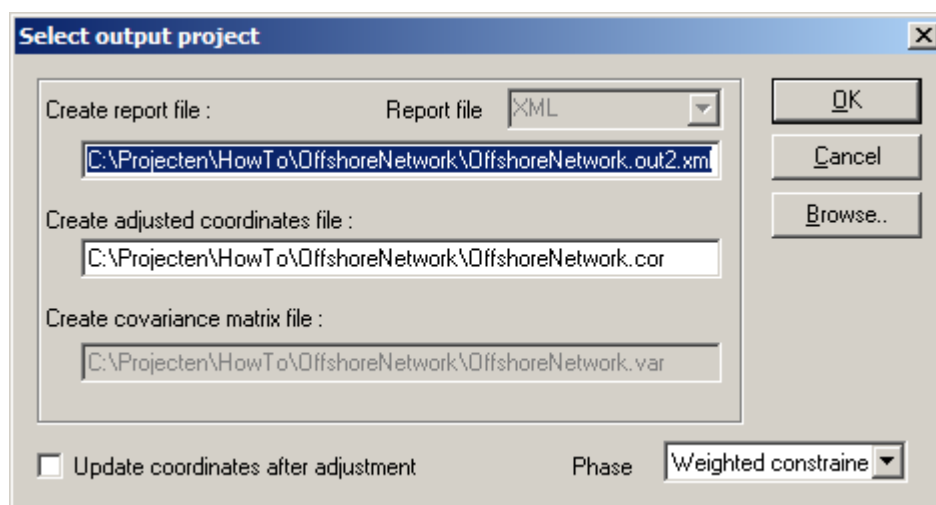 Select output project
Create report file :
Report file
XML
OK
C:\Projecten\HowTo\OffshoreNetwork\OffshoreNetwork.out2.xml
Cancel
Create adjusted coordinates file :
Browse..
C:\Projecten\HowTo\OffshoreNetwork\OffshoreNetwork.cor
Create covariance matrix file :
C:\Projecten\HowTo\OffshoreNetwork\OffshoreNetwork.var
Update coordinates after adjustment
Phase
Weighted constraine